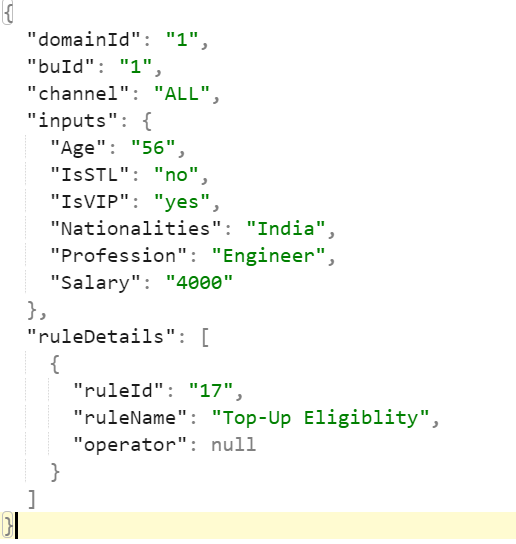 {
"domainId": "1",
"buId": "1",
"channel": "ALL",
"inputs": {
"Age": "56",
"IsSTL": "no",
"IsVIP": "yes",
"Nationalities": "India",
"Profession": "Engineer",
"Salary": "4000"
},
"ruleDetails": [
{
"ruleId": "17",
"ruleName": "Top-Up Eligiblity",
"operator": null
}
]
}